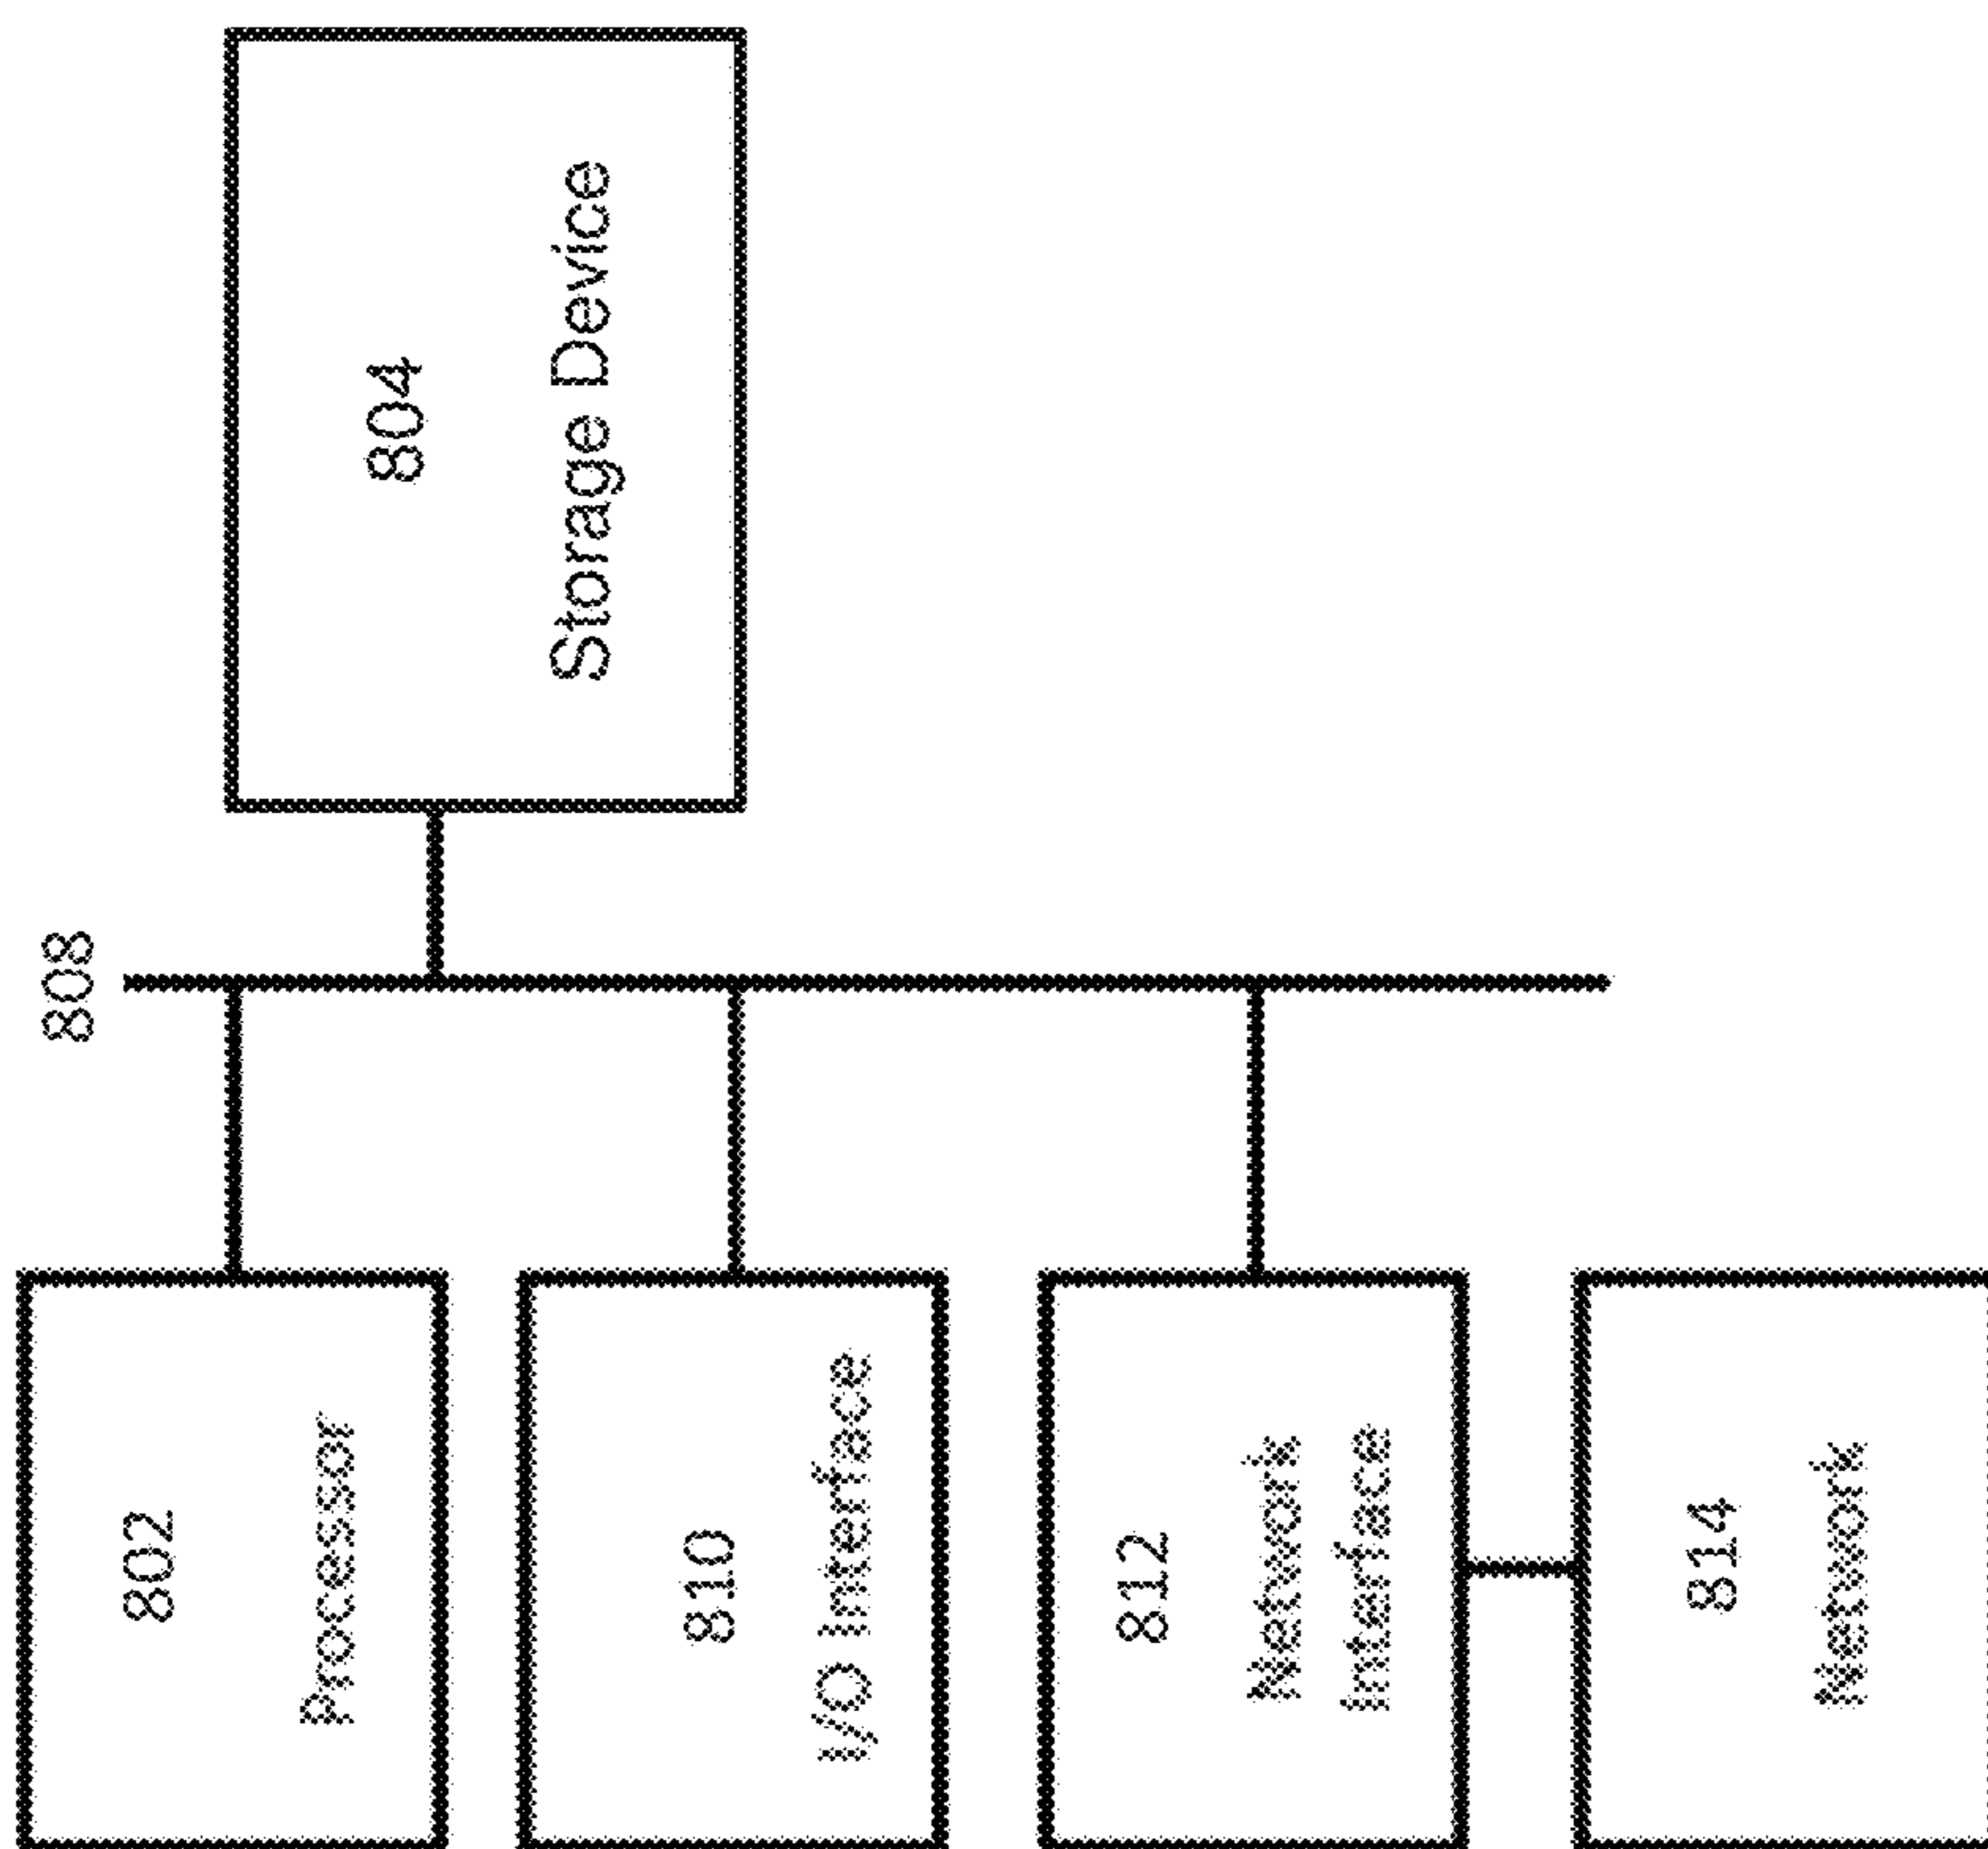 808
802
Processor
804
Storage Device
810
I/O Interface
812
Network
Interface
814
Network